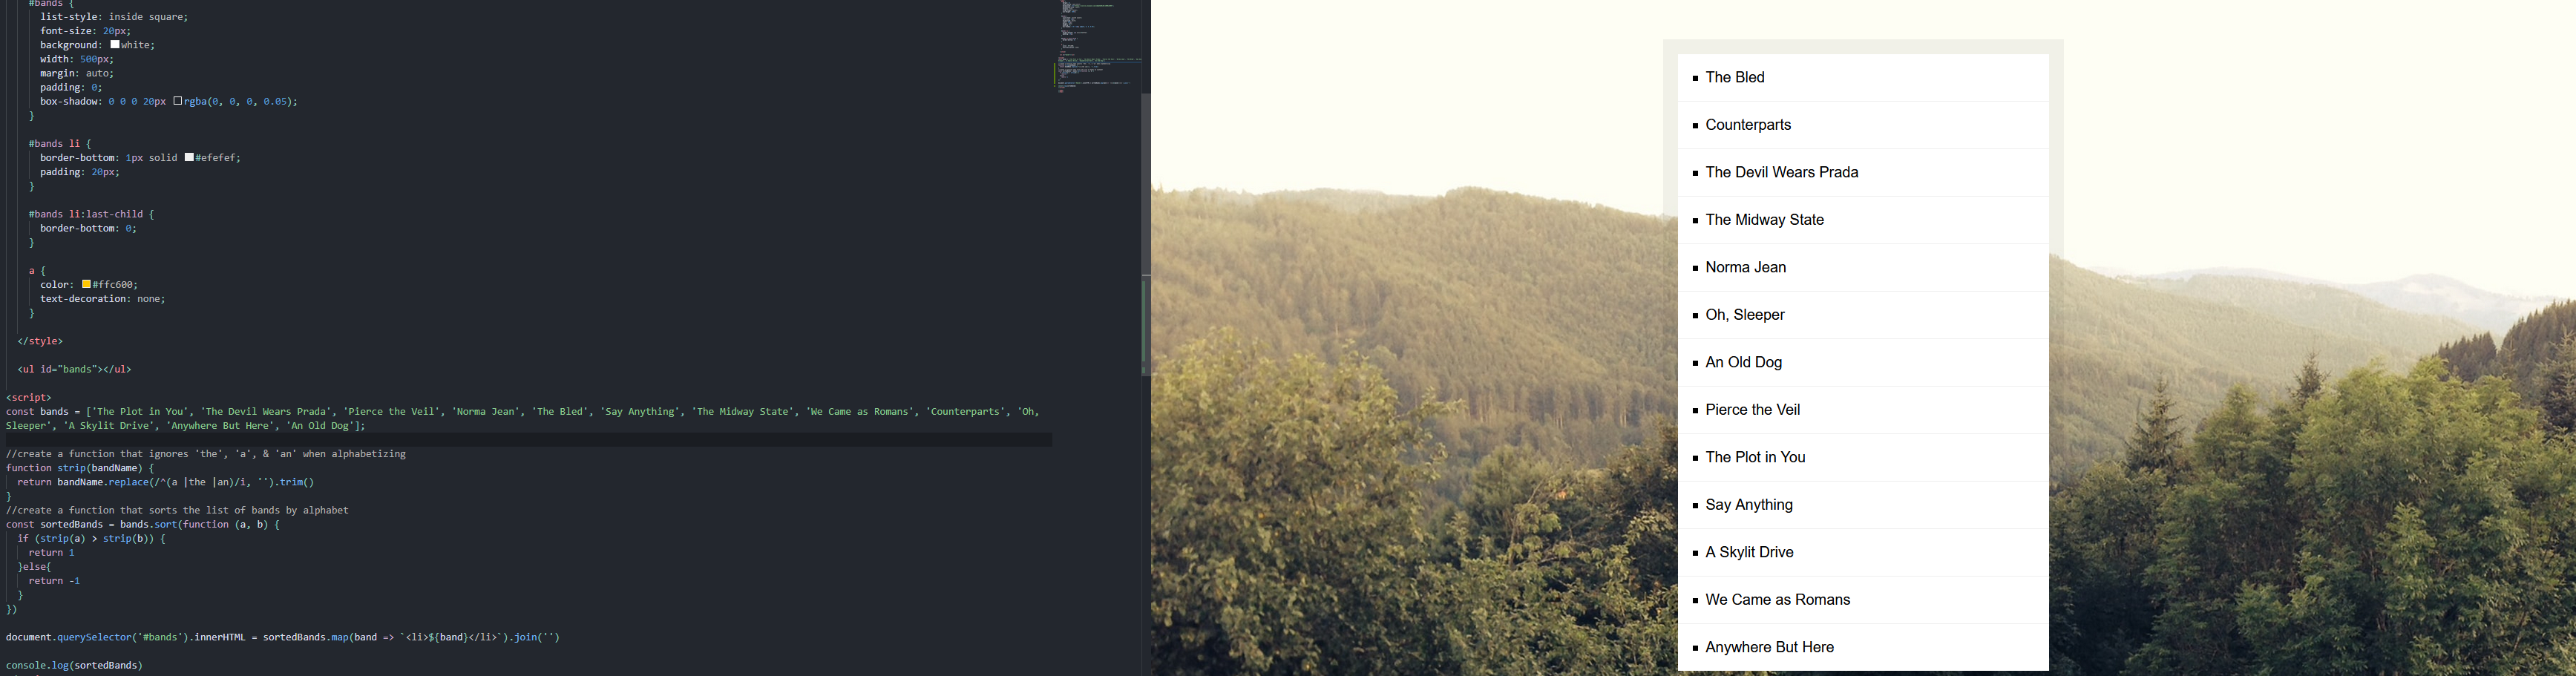 #bands {
list-style: inside square;
font-size: 20px;
background: white;
width: 500px;
margin: auto;
padding: 0;
box-shadow: 0 0 0 20px rgba(0, 0, 0, 0.05);
}
#bands li {
border-bottom: 1px solid #efefef;
padding: 20px;
}
#bands li:last-child {
border-bottom: 0;
}
a {
color: #ffc600;
text-decoration: none;
}
</style>
<ul id="bands"></ul>
<script>
const bands = ['The Plot in You', 'The Devil Wears Prada', 'Pierce the Veil', 'Norma Jean', 'The Bled', 'Say Anything', 'The Midway State', 'We Came as Romans', 'Counterparts', 'Oh,
Sleeper', 'A Skylit Drive', 'Anywhere But Here', 'An Old Dog'];
//create a function that ignores 'the', 'a', & 'an' when alphabetizing
function strip(bandName) {
return bandName.replace(/^(a |the |an)/i, '').trim()
}
//create a function that sorts the list of bands by alphabet
const sortedBands = bands.sort(function (a, b) {
if (strip(a) > strip(b)) {
return 1
}else{
return -1
}
})
document.querySelector('#bands').innerHTML = sortedBands.map(band => `<li>${band}</li>`).join('')
console.log(sortedBands)
The Bled
Counterparts
The Devil Wears Prada
The Midway State
Norma Jean
Oh, Sleeper
An Old Dog
Pierce the Veil
The Plot in You
Say Anything
A Skylit Drive
We Came as Romans
Anywhere But Here